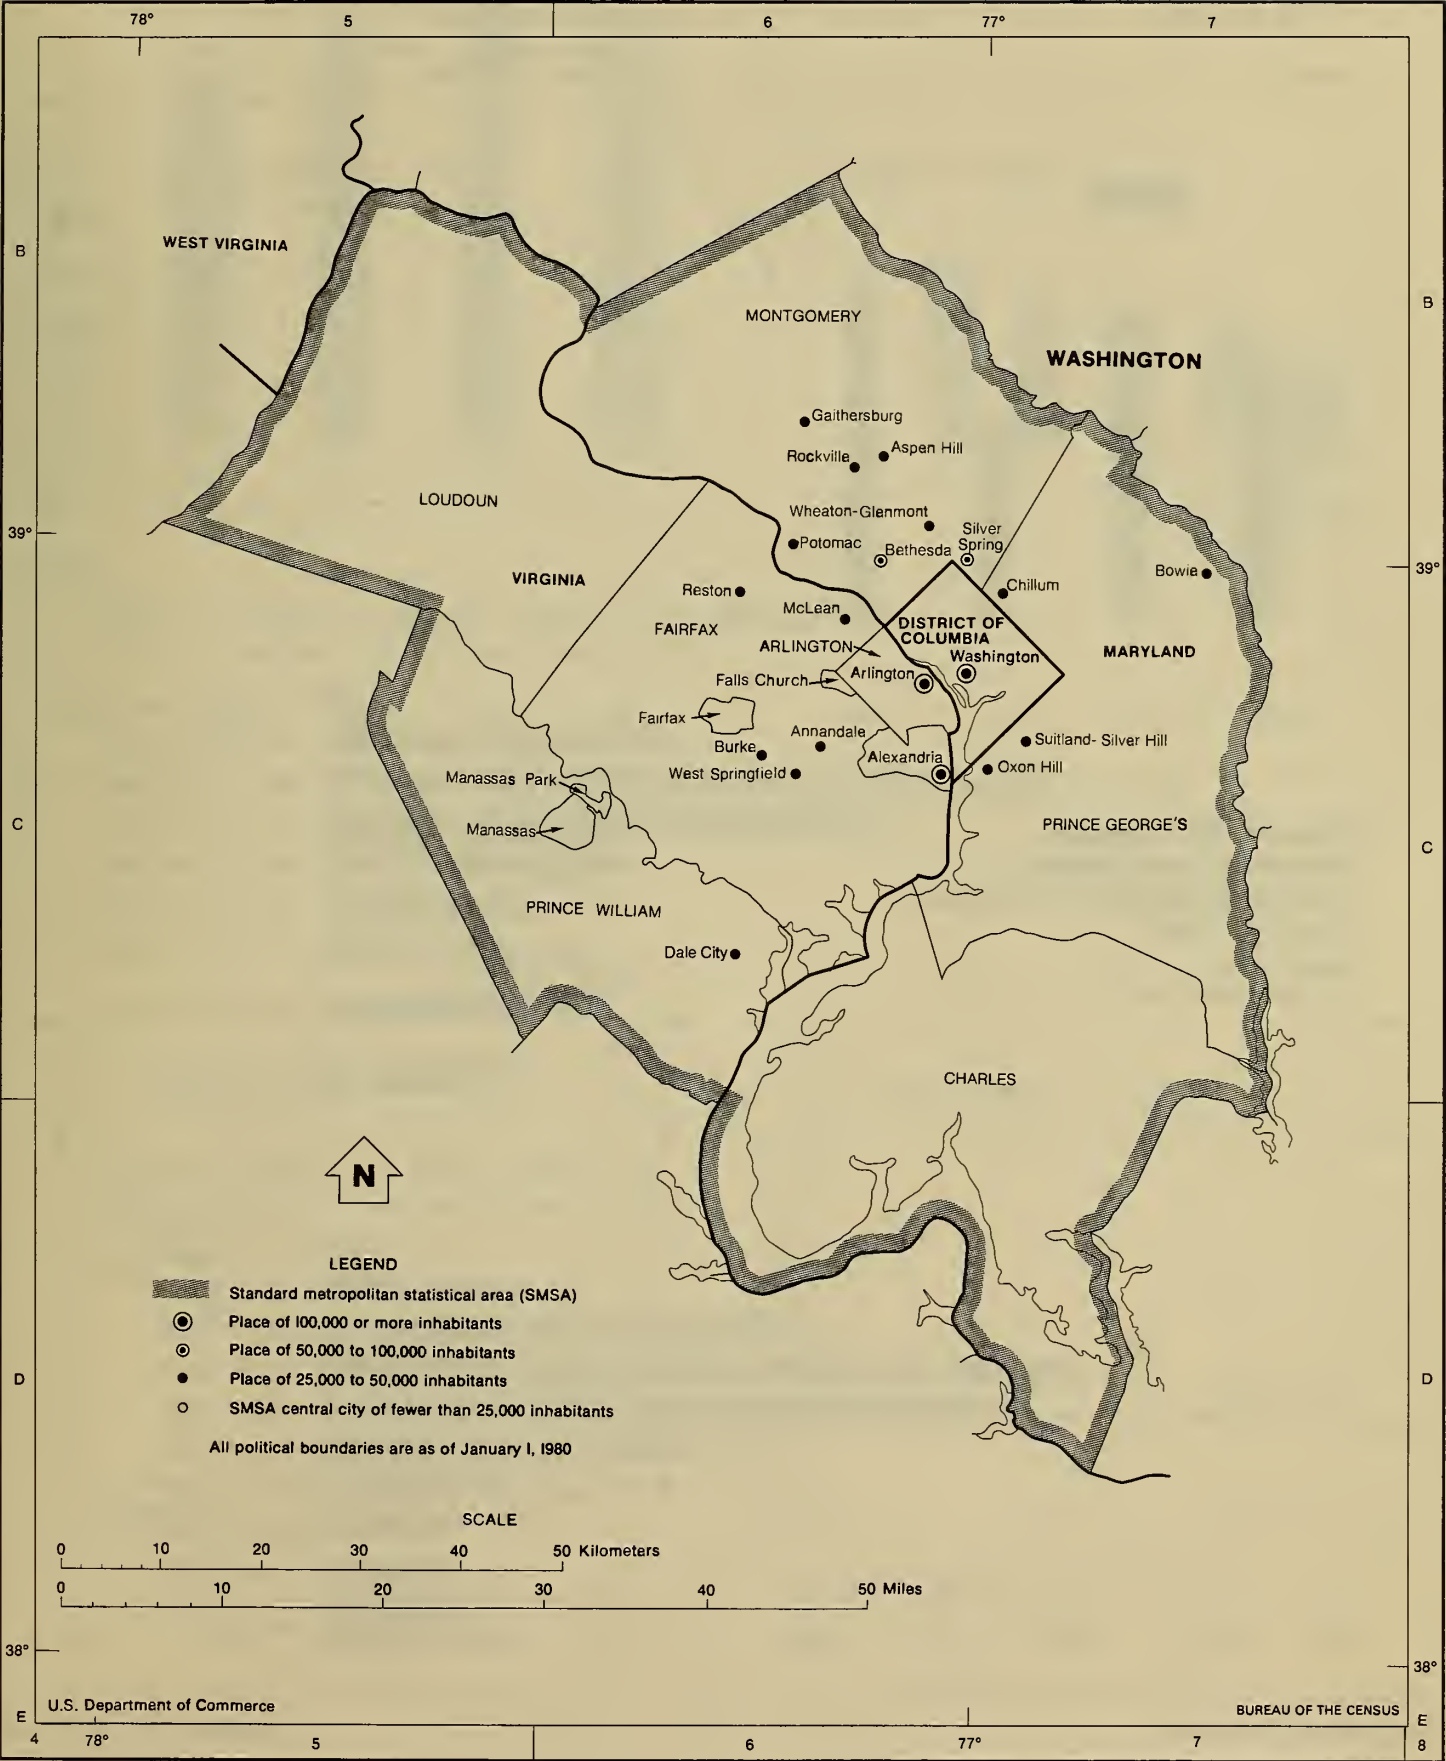 78°
5
6
77°
7
WEST VIRGINIA
B
B
MONTGOMERY
WASHINGTON
Gaithersburg
Rockville
Aspen Hill
LOUDOUN
Wheaton-Glenmont
Silver
Spring
39°
Potomac
Bethesda
39°
VIRGINIA
Bowie
Reston
Chillum
McLean
DISTRICT OF
COLUMBIA
FAIRFAX
ARLINGTON
MARYLAND
Washington
Falls Church
Arlington
Fairfax
Annandale
Suitland- Silver Hill
Burke
Alexandria
Oxon Hill
West Springfield
Manassas Park
C
Manassas
PRINCE GEORGE'S
C
PRINCE WILLIAM
Dale City
CHARLES
N
LEGEND
Standard metropolitan statistical area (SMSA)
Place of 100,000 or more inhabitants
Place of 50,000 to 100,000 inhabitants
Place of 25,000 to 50,000 inhabitants
SMSA central city of fewer than 25,000 inhabitants
D
D
All political boundaries are as of January 1, 1980
SCALE
0 10 20 30 40 50 Kilometers
0 10 20 30 40 50 Miles
38°
38°
U.S. Department of Commerce
BUREAU OF THE CENSUS
E
E
4
78°
5
6
77°
7
8